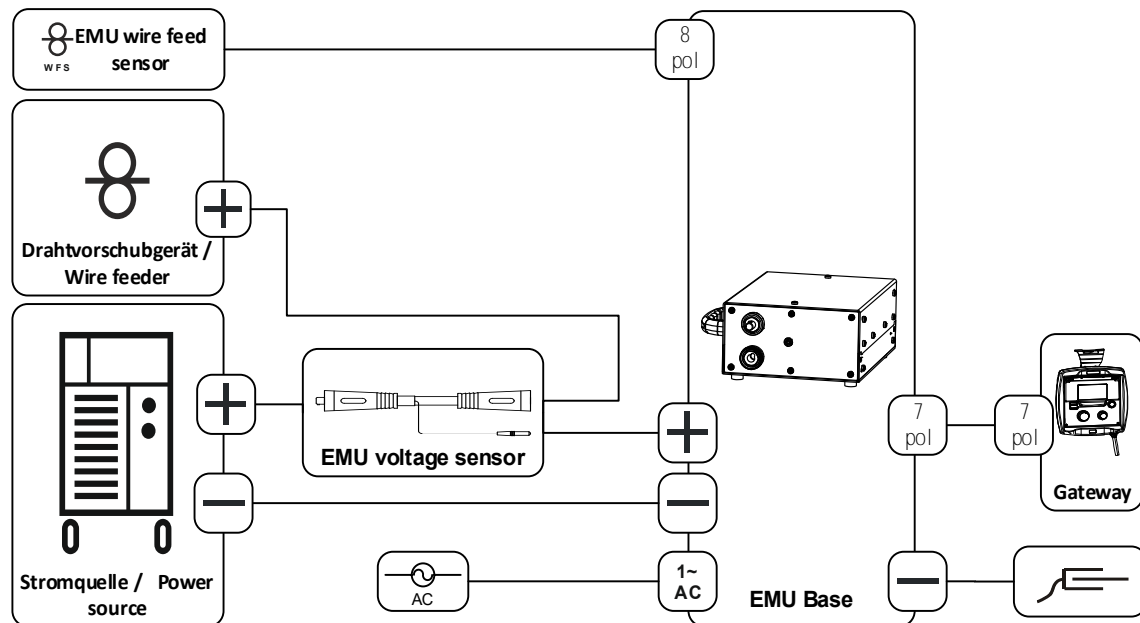 EMU wire feed
sensor
WFS
8
pol
Drahtvorschubgerät /
Wire feeder
EMU voltage sensor
7
pol
7
pol
Gateway
Stromquelle / Power
source
AC
1~
AC
EMU Base